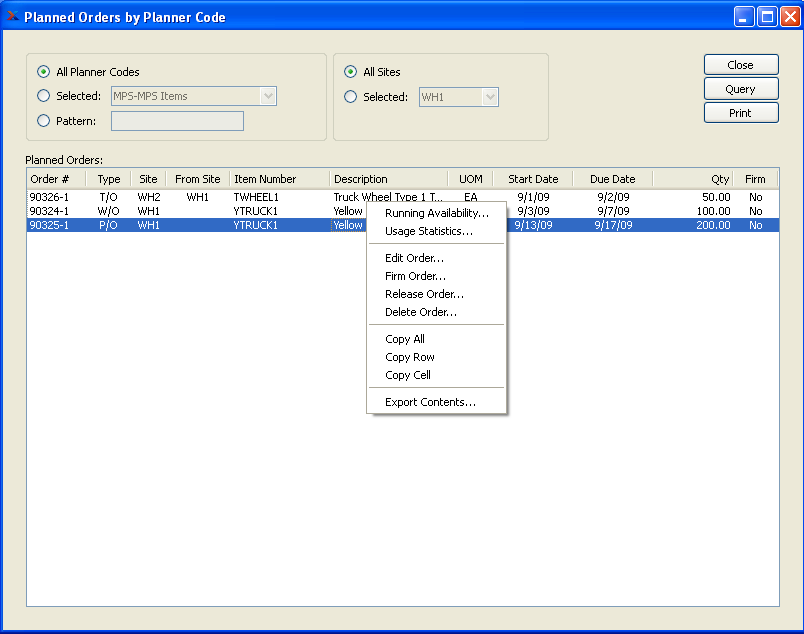 Planned Orders by Planner Code
All Planner Codes
Selected: MPS-MPS Items
Pattern:
All Sites
Selected: WH1
Close
Query
Print
Planned Orders:
Order # Type Site From Site Item Number Description UOM Start Date Due Date Qty Firm
90326-1 T/O WH2 WH1 TWHEEL1 Truck Wheel Type 1 T... EA 9/1/09 9/2/09 50.00 No
90324-1 W/O WH1 YTRUCK1 Yellow 9/3/09 9/7/09 100.00 No
90325-1 P/O WH1 YTRUCK1 Yellow 9/13/09 9/17/09 200.00 No
Running Availability...
Usage Statistics...
Edit Order...
Firm Order...
Release Order...
Delete Order...
Copy All
Copy Row
Copy Cell
Export Contents...